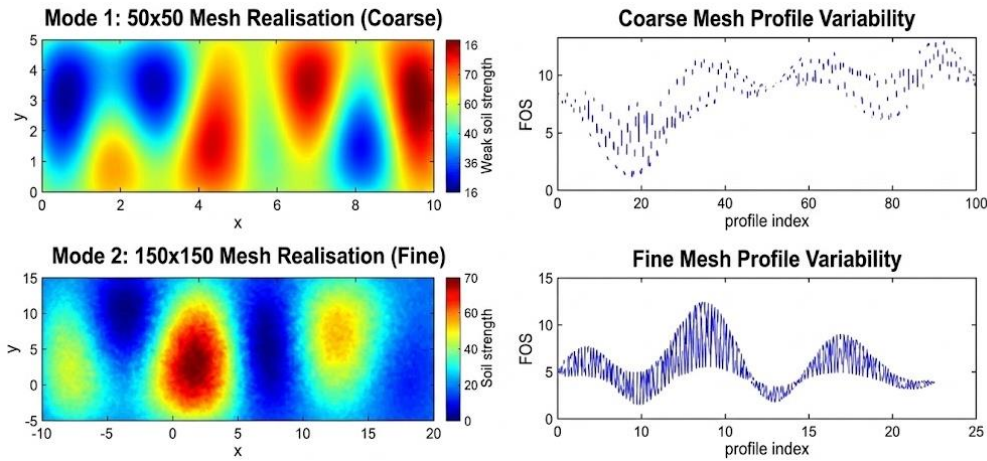 Mode 1: 50x50 Mesh Realisation (Coarse)
5
4
3
2
1
0
y
0 2 4 6 8 10
x
16
70
60
40
36
16
Weak soil strength
Coarse Mesh Profile Variability
10
5
0
FOS
0 20 40 60 80 100
profile index
Mode 2: 150x150 Mesh Realisation (Fine)
15
10
5
0
-5
y
-10 -5 0 5 10 15 20
x
70
60
40
20
0
Soil strength
Fine Mesh Profile Variability
15
10
5
0
FOS
0 10 10 15 20 25
profile index